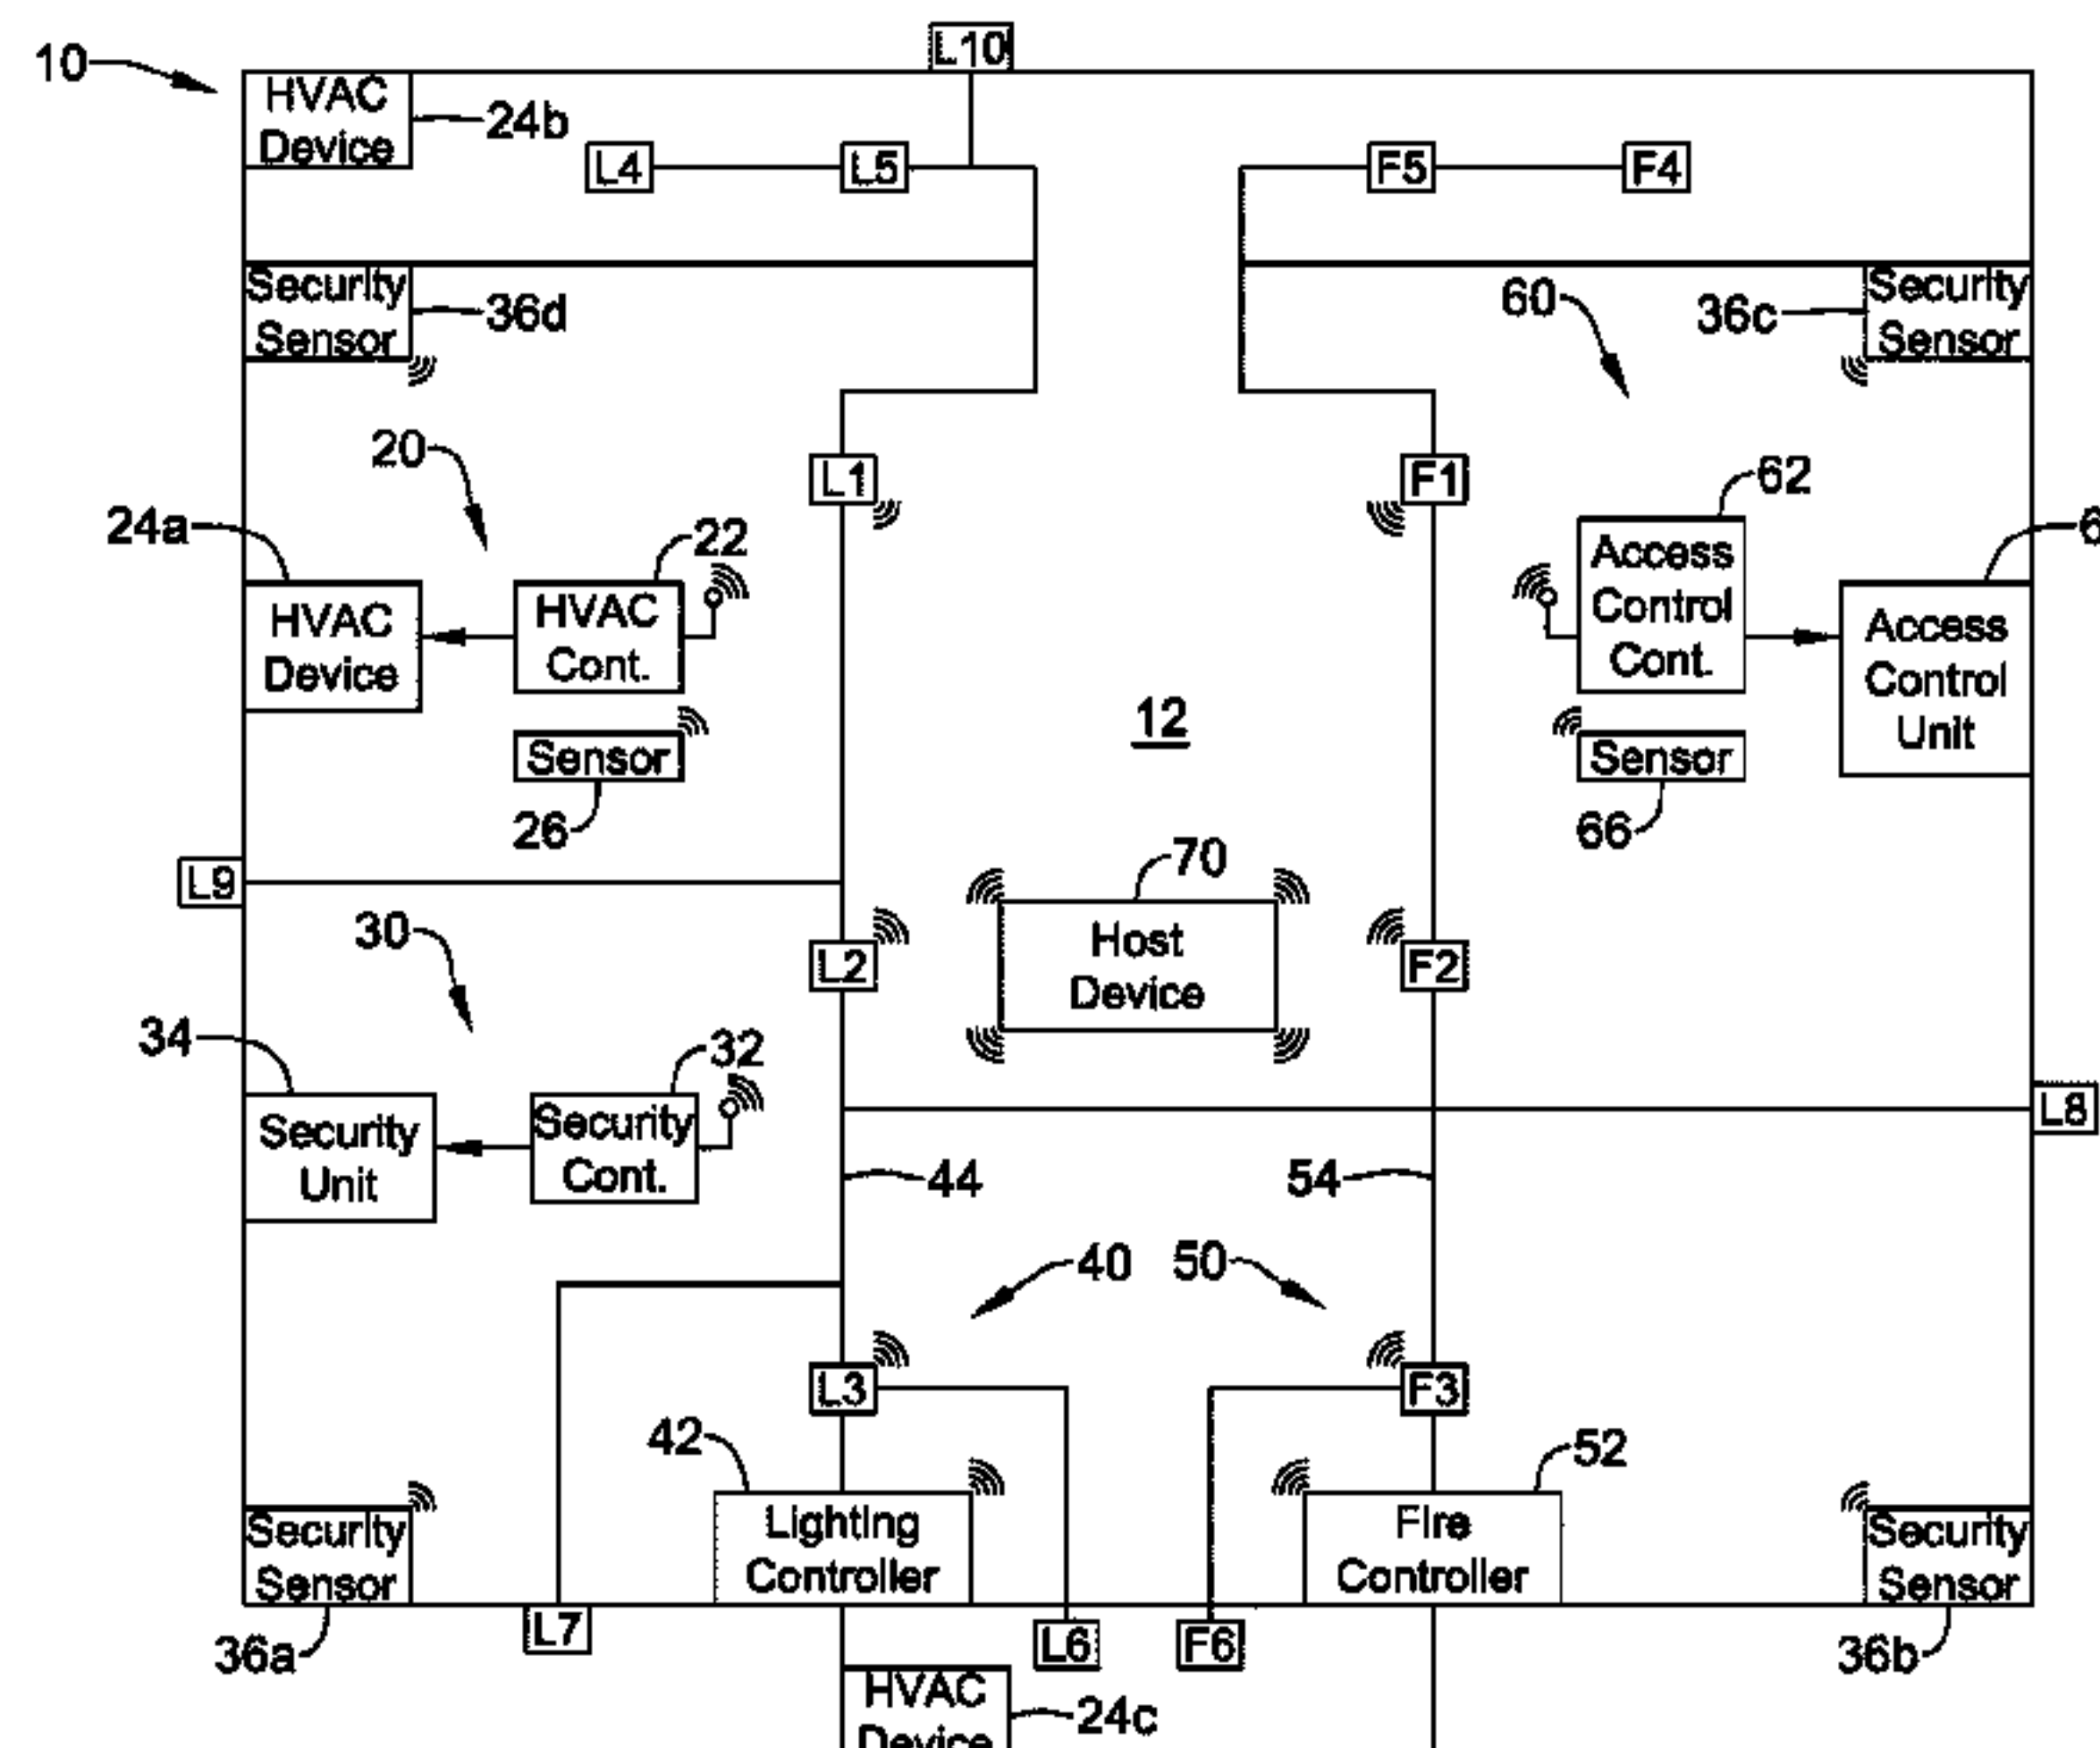 L10
10
HVAC
Device
24b
L4
L5
F5
F4
Security
Sensor
36d
60
36c
Security
Sensor
20
L1
F1
62
24a
22
6
HVAC
Device
HVAC
Cont.
Access
Control
Cont.
Access
Control
Unit
12
Sensor
26
Sensor
66
70
L9
30
L2
Host
Device
F2
34
32
Security
Unit
Security
Cont.
L8
44
54
40
50
L3
F3
42
52
Security
Sensor
Lighting
Controller
Fire
Controller
Security
Sensor
36a
L7
L6
F6
36b
HVAC
Device
24c